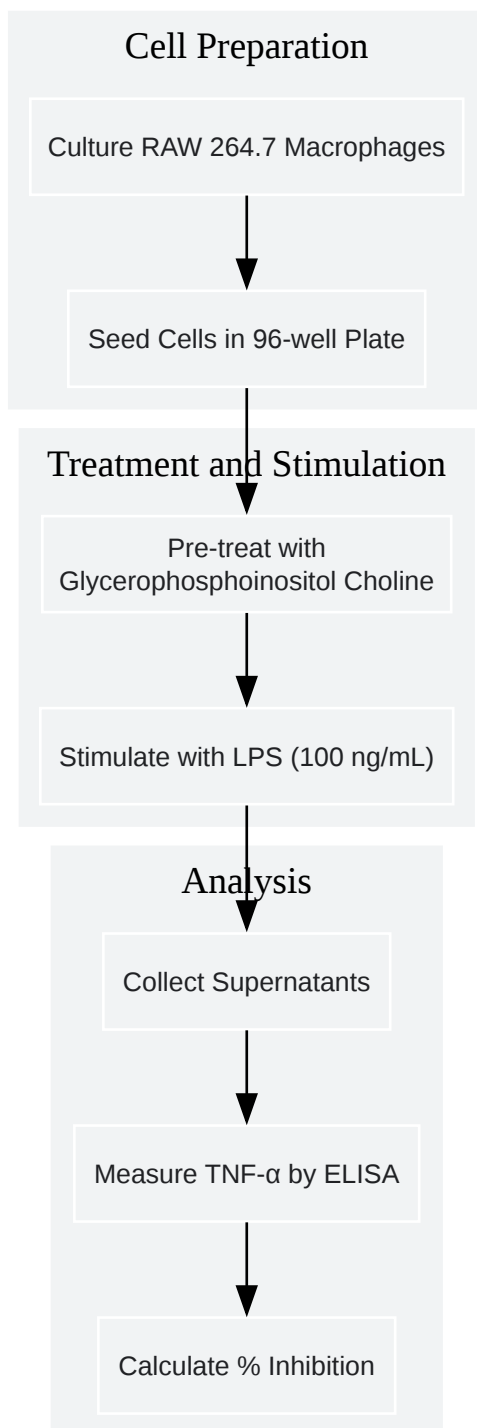 Cell Preparation
Culture RAW 264.7 Macrophages
Seed Cells in 96-well Plate
Treatment and Stimulation
Pre-treat with
Glycerophosphoinositol Choline
Stimulate with LPS (100 ng/mL)
Analysis
Collect Supernatants
Measure TNF-α by ELISA
Calculate % Inhibition